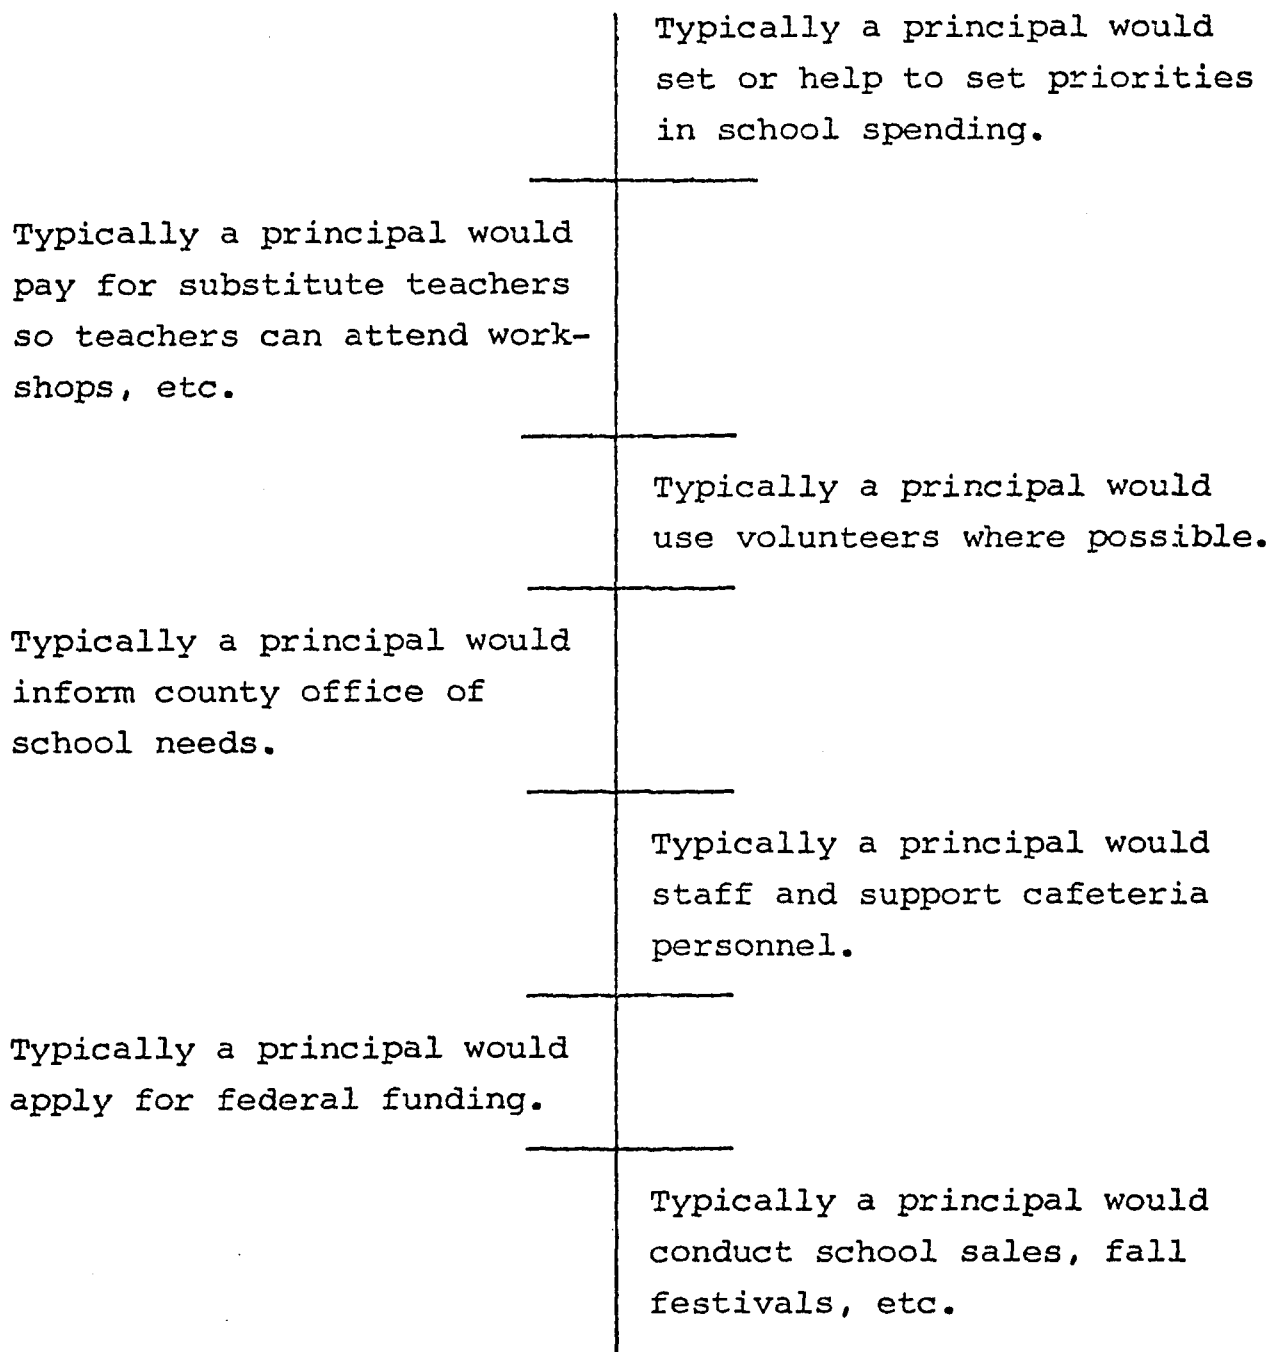 Typically a principal would
set or help to set priorities
in school spending.
Typically a principal would
pay for substitute teachers
so teachers can attend work-
shops, etc.
Typically a principal would
use volunteers where possible.
Typically a principal would
inform county office of
school needs.
Typically a principal would
staff and support cafeteria
personnel.
Typically a principal would
apply for federal funding.
Typically a principal would
conduct school sales, fall
festivals, etc.